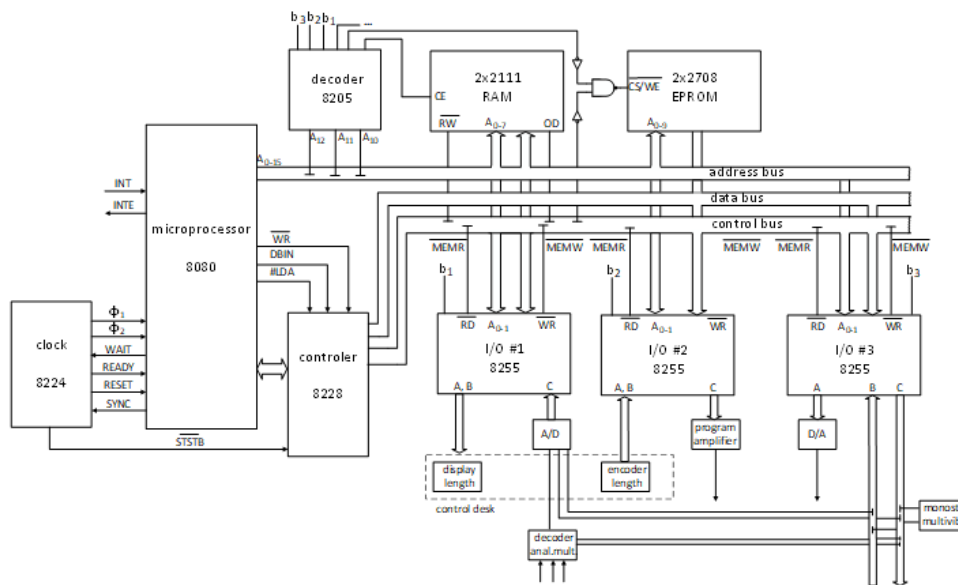 b3 b2 b1 ...
decoder
8205
A12 A11 A10
2x2111
RAM
CE
RW
A0-7
OD
2x2708
EPROM
CS/WE
A0-9
A0-15
address bus
data bus
control bus
INT
INTE
microprocessor
8080
WR
DBIN
HLDA
clock
8224
Φ1
Φ2
WAIT
READY
RESET
SYNC
STSTB
controler
8228
MEMR
MEMW
MEMR
MEMW
MEMR
MEMW
b1
b2
b3
RD
A0-1
WR
I/O #1
8255
A, B
C
RD
A0-1
WR
I/O #2
8255
A, B
C
RD
A0-1
WR
I/O #3
8255
A
B
C
A/D
program
amplifier
D/A
display
length
encoder
length
control desk
decoder
anal.mult.
monost
multivib